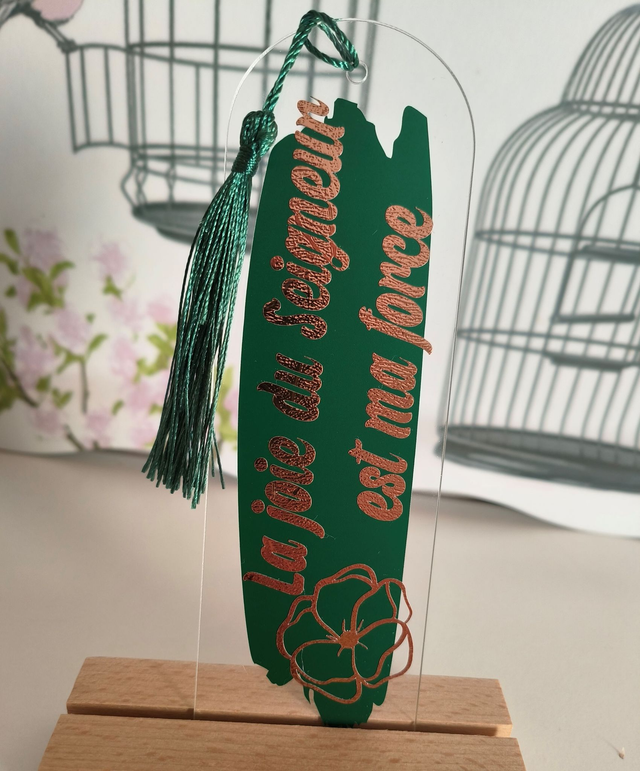 La joie du Seigneur
est ma force